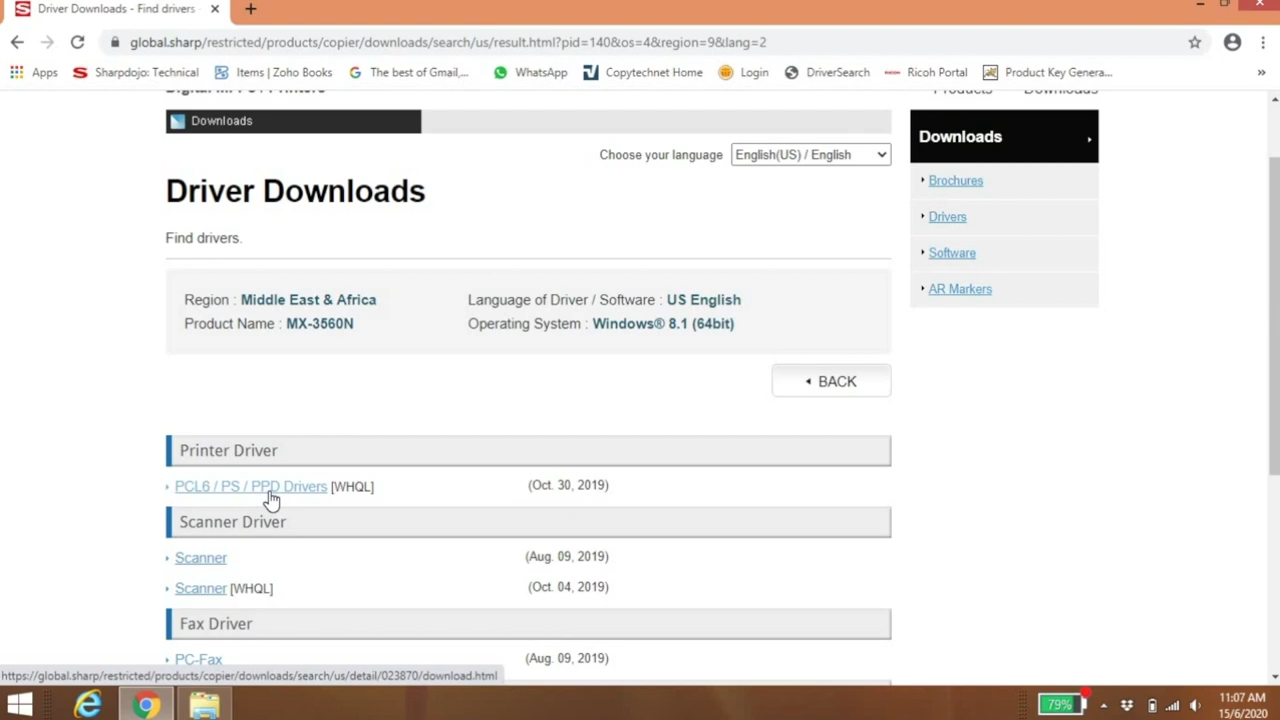 Driver Downloads - Find drivers
global.sharp/restricted/products/copier/downloads/search/us/result.html?pid=140&os=4&region=9&lang=2
Apps Sharpdojo: Technical Items | Zoho Books The best of Gmail,... WhatsApp Copytechnet Home Login DriverSearch Ricoh Portal Product Key Genera... »
Products Downloads
Downloads
Choose your language English(US) / English
Driver Downloads
Find drivers.
Region : Middle East & Africa Language of Driver / Software : US English
Product Name : MX-3560N Operating System : Windows® 8.1 (64bit)
BACK
Printer Driver
PCL6 / PS / PPD Drivers [WHQL] (Oct. 30, 2019)
Scanner Driver
Scanner (Aug. 09, 2019)
Scanner [WHQL] (Oct. 04, 2019)
Fax Driver
PC-Fax (Aug. 09, 2019)
Downloads
Brochures
Drivers
Software
AR Markers
https://global.sharp/restricted/products/copier/downloads/search/us/detail/023870/download.html
79%
11:07 AM
15/6/2020